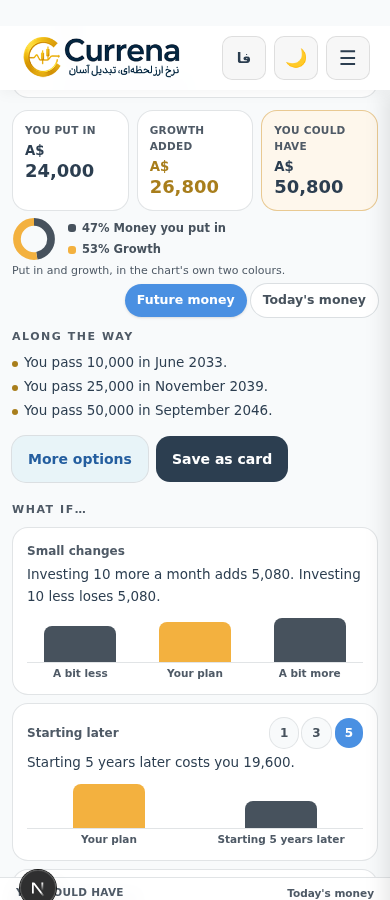 Currena
نرخ ارز لحظه‌ای، تبدیل آسان
فا
YOU PUT IN
A$
24,000
GROWTH
ADDED
A$
26,800
YOU COULD
HAVE
A$
50,800
47% Money you put in
53% Growth
Put in and growth, in the chart's own two colours.
Future money
Today's money
ALONG THE WAY
You pass 10,000 in June 2033.
You pass 25,000 in November 2039.
You pass 50,000 in September 2046.
More options
Save as card
WHAT IF…
Small changes
Investing 10 more a month adds 5,080. Investing
10 less loses 5,080.
A bit less
Your plan
A bit more
Starting later
1
3
5
Starting 5 years later costs you 19,600.
Your plan
Starting 5 years later
N
HAVE
Today's money